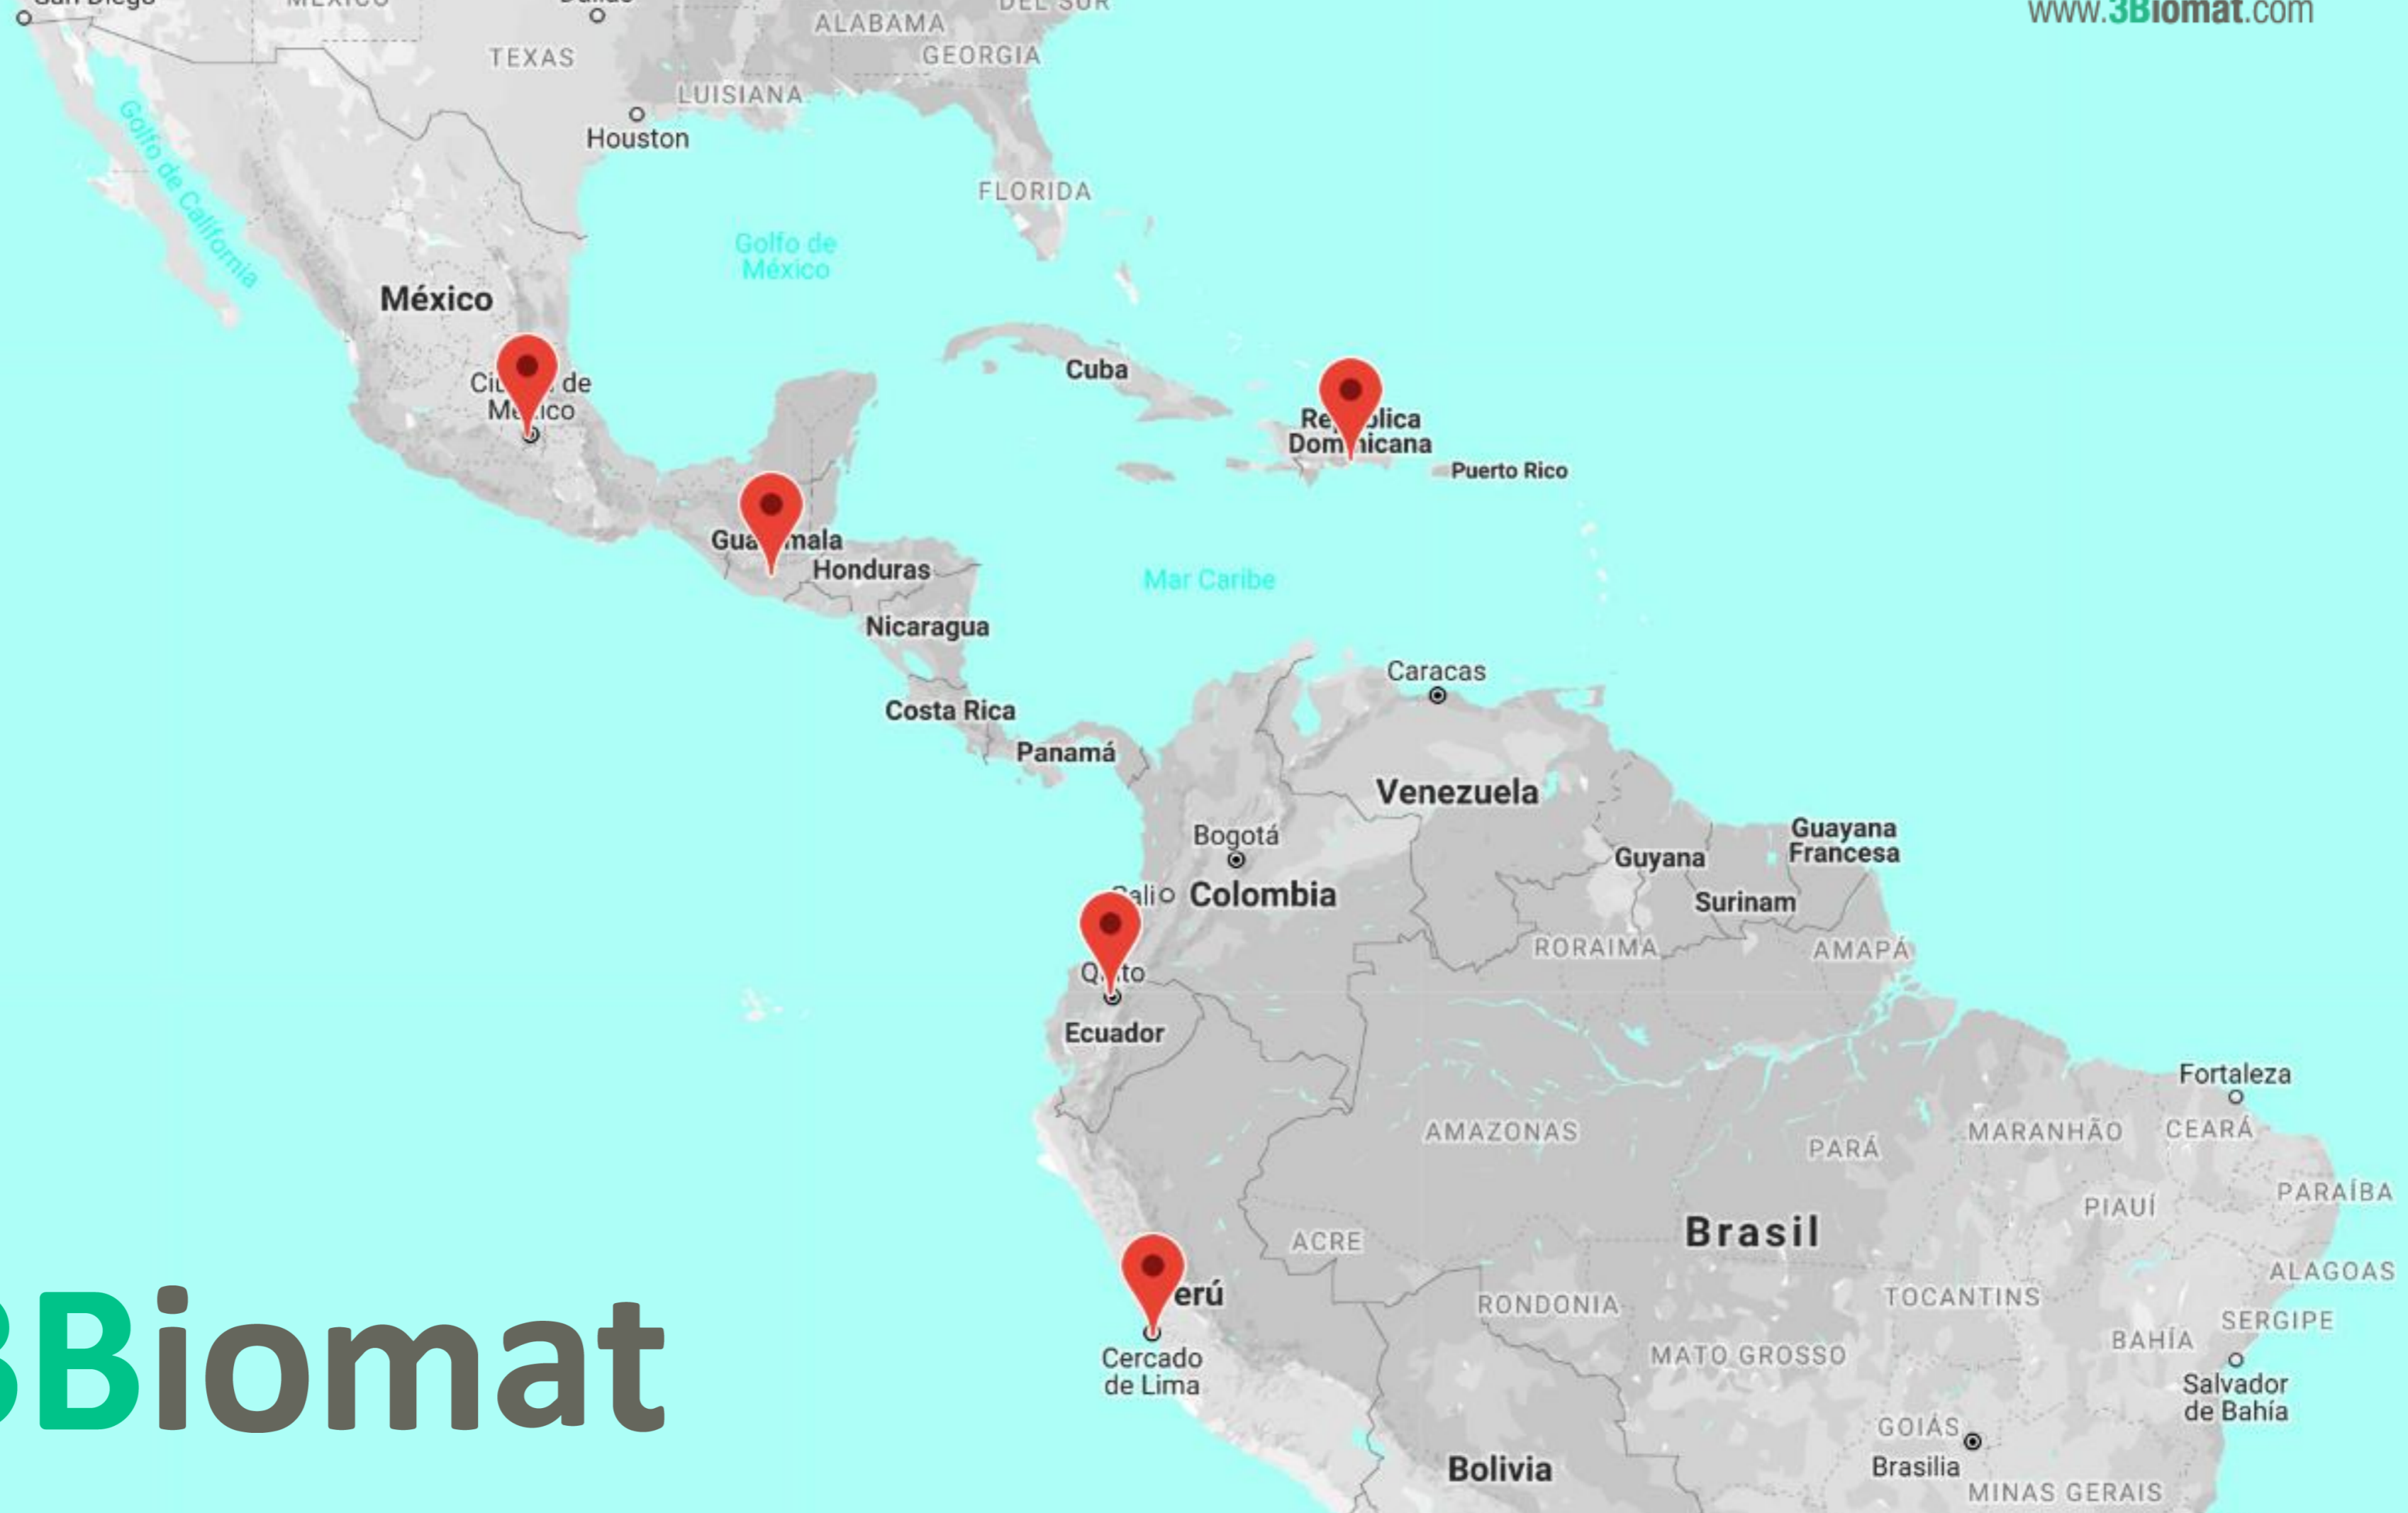 www.3Biomat.com
TEXAS
ALABAMA
GEORGIA
LUISIANA
Houston
FLORIDA
Golfo de California
Golfo de
México
México
Cuba
Puerto Rico
Honduras
Mar Caribe
Nicaragua
Caracas
Costa Rica
Panamá
Venezuela
Bogotá
Guayana
Francesa
Guyana
Colombia
Surinam
RORAIMA
AMAPÁ
Ecuador
Fortaleza
AMAZONAS
PARÁ
MARANHÃO
CEARÁ
PARAÍBA
PIAUÍ
Brasil
ACRE
ALAGOAS
TOCANTINS
RONDONIA
SERGIPE
BAHÍA
MATO GROSSO
Cercado
de Lima
Salvador
de Bahía
GOIÁS
Brasilia
Bolivia
MINAS GERAIS
3Biomat